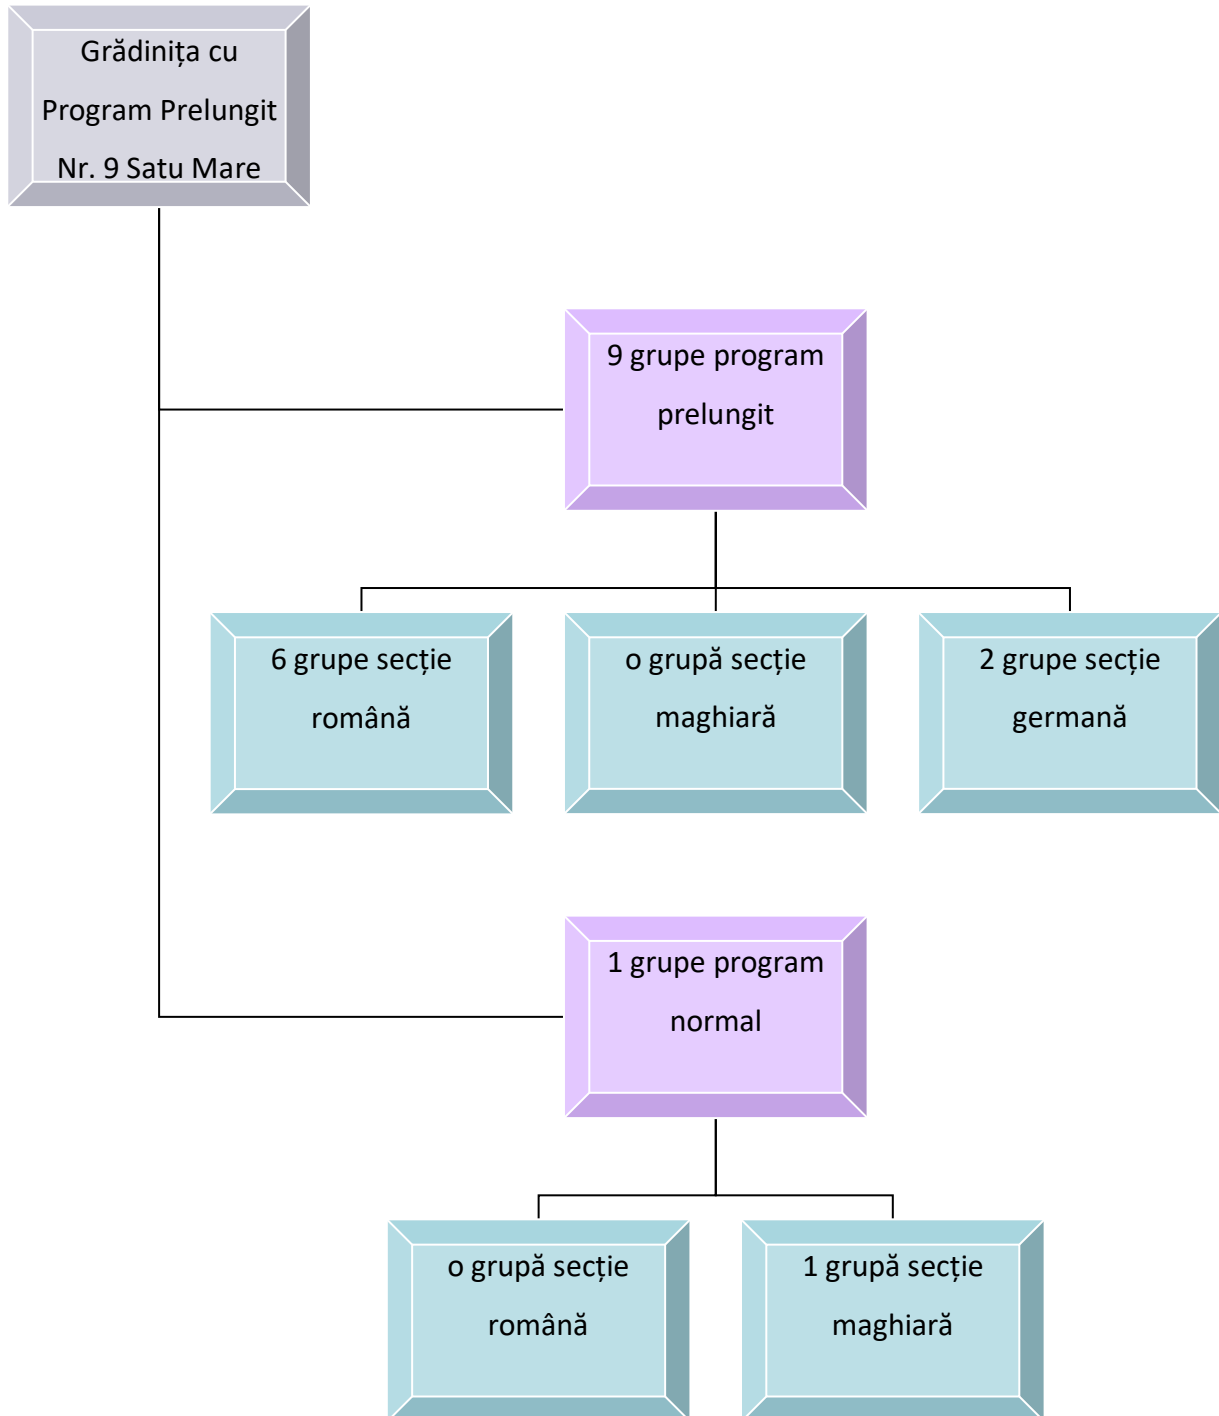 Grădinița cu
Program Prelungit
Nr. 9 Satu Mare
9 grupe program
prelungit
6 grupe secție
română
o grupă secție
maghiară
2 grupe secție
germană
1 grupe program
normal
o grupă secție
română
1 grupă secție
maghiară